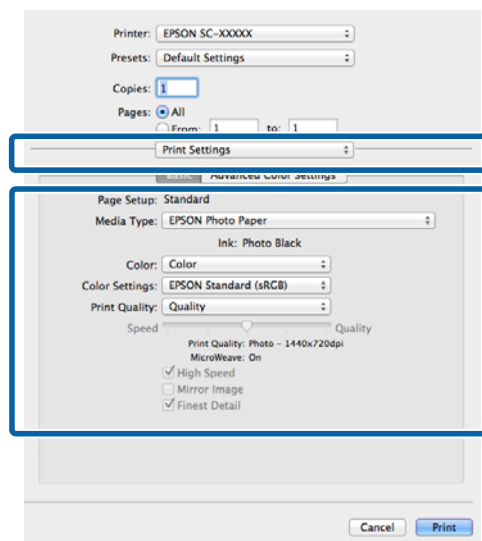 Printer: EPSON SC-XXXXX
Presets: Default Settings
Copies: 1
Pages: All
From: 1 to: 1
Print Settings
Basic Advanced Color Settings
Page Setup: Standard
Media Type: EPSON Photo Paper
Ink: Photo Black
Color: Color
Color Settings: EPSON Standard (sRGB)
Print Quality: Quality
Speed Quality
Print Quality: Photo - 1440x720dpi
MicroWeave: On
High Speed
Mirror Image
Finest Detail
Cancel Print